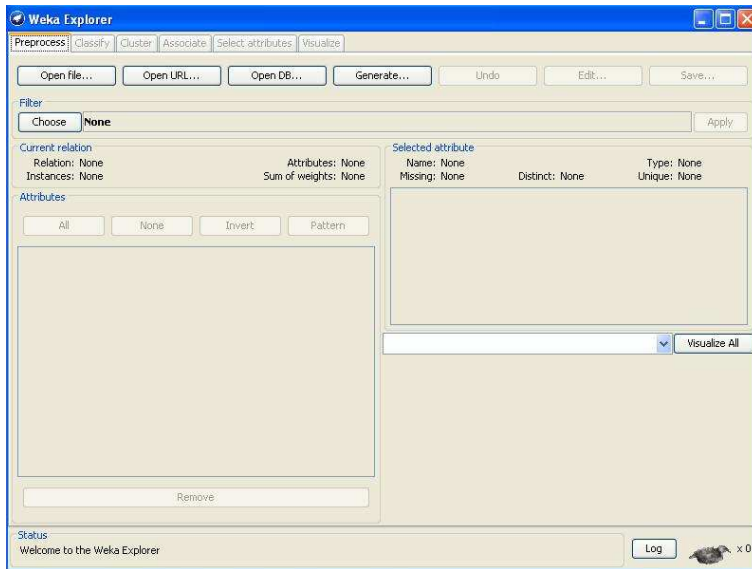 Weka Explorer
Preprocess Classify Cluster Associate Select attributes Visualize
Open file... Open URL... Open DB... Generate... Undo Edit... Save...
Filter
Choose None Apply
Current relation
Relation: None Attributes: None
Instances: None Sum of weights: None
Selected attribute
Name: None Type: None
Missing: None Distinct: None Unique: None
Attributes
All None Invert Pattern
Visualize All
Remove
Status
Welcome to the Weka Explorer
Log x 0